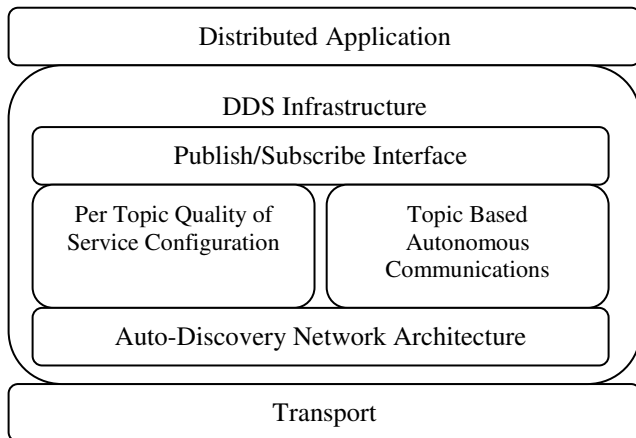 Distributed Application
DDS Infrastructure
Publish/Subscribe Interface
Per Topic Quality of
Service Configuration
Topic Based
Autonomous
Communications
Auto-Discovery Network Architecture
Transport